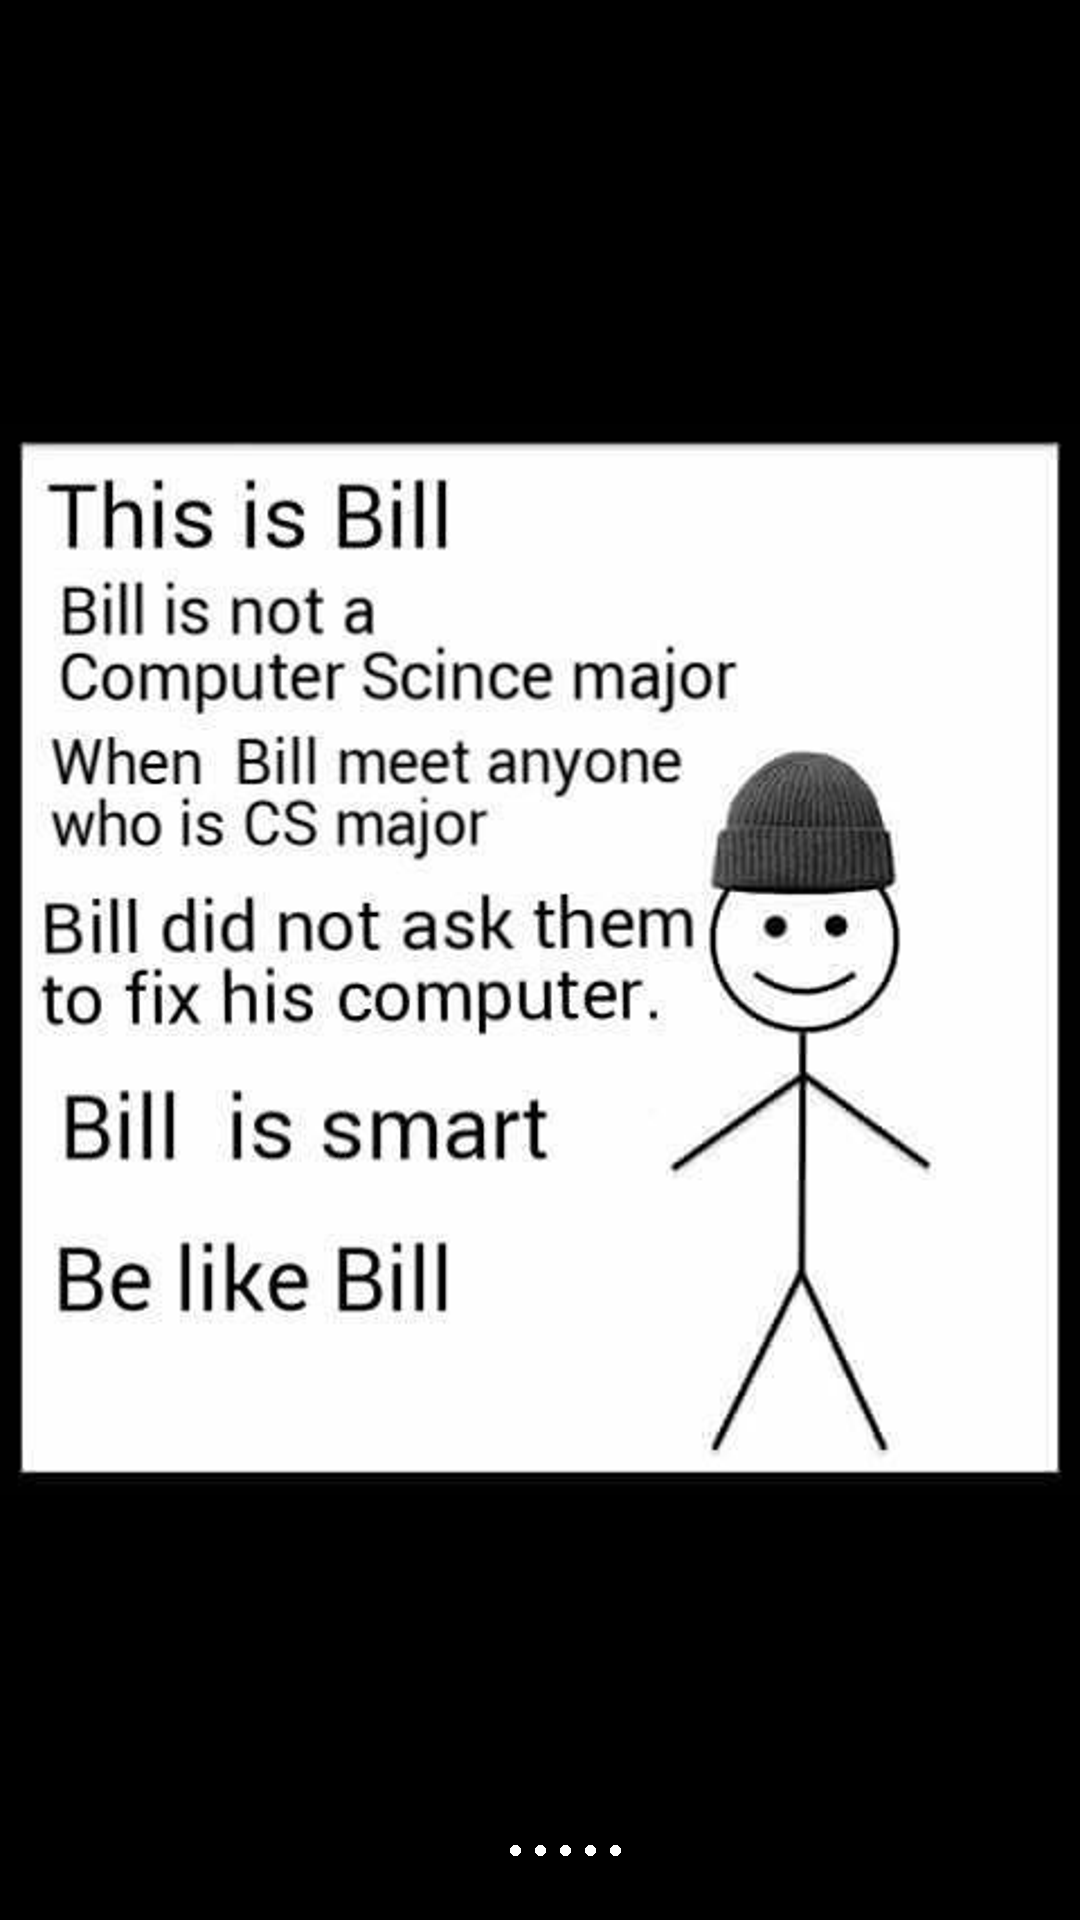 This is Bill
Bill is not a
Computer Scince major
When Bill meet anyone
who is CS major
Bill did not ask them
to fix his computer.
Bill is smart
Be like Bill